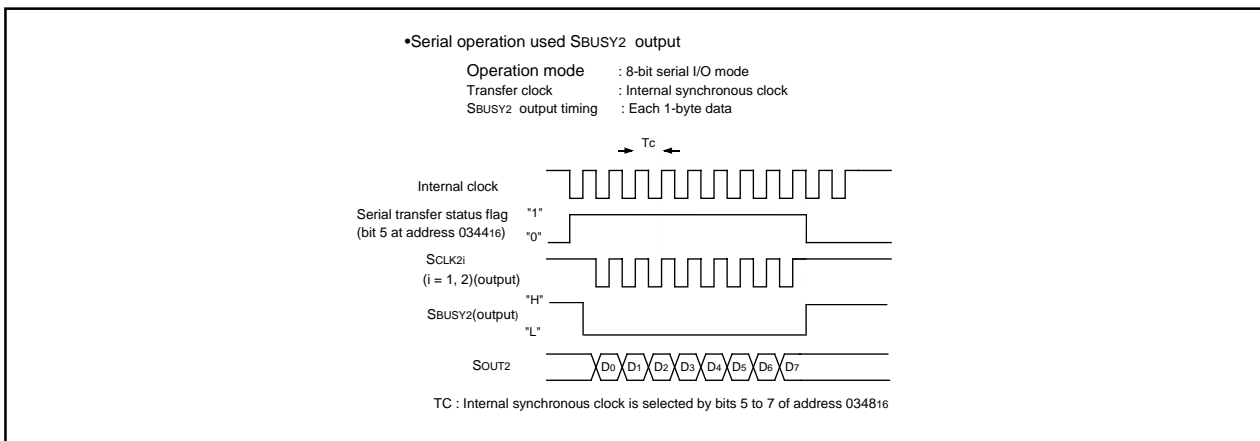 •Serial operation used SBUSY2 output
Operation mode : 8-bit serial I/O mode
Transfer clock : Internal synchronous clock
SBUSY2 output timing : Each 1-byte data
Tc
Internal clock
Serial transfer status flag "1"
(bit 5 at address 034416) "0"
SCLK2i
(i = 1, 2)(output)
"H"
SBUSY2(output)
"L"
SOUT2 D0 D1 D2 D3 D4 D5 D6 D7
TC : Internal synchronous clock is selected by bits 5 to 7 of address 034816